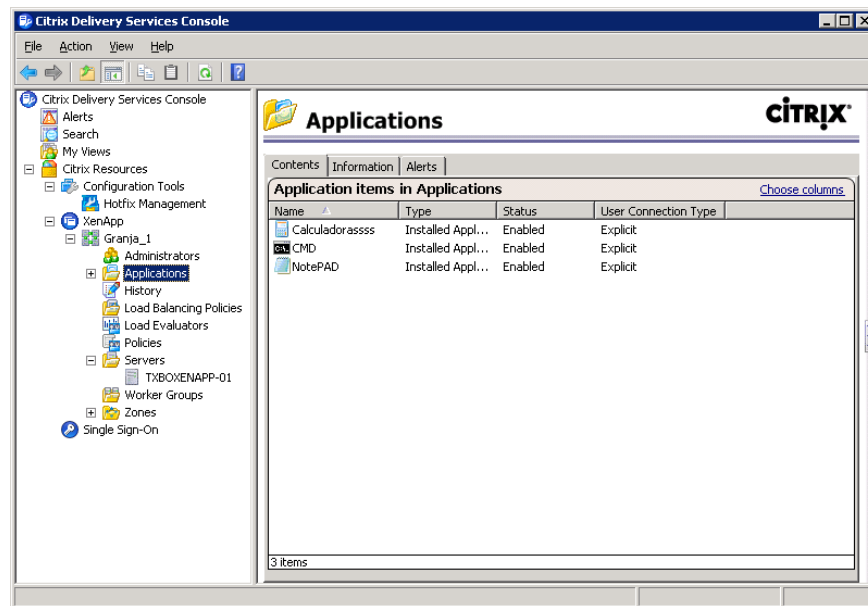 Citrix Delivery Services Console
File Action View Help
Citrix Delivery Services Console
Alerts
Search
My Views
Citrix Resources
Configuration Tools
Hotfix Management
XenApp
Granja_1
Administrators
Applications
History
Load Balancing Policies
Load Evaluators
Policies
Servers
TXBOXENAPP-01
Worker Groups
Zones
Single Sign-On
Applications
CİTRIX
Contents Information Alerts
Application items in Applications Choose columns
Name Type Status User Connection Type
Calculadorassss Installed Appl... Enabled Explicit
CMD Installed Appl... Enabled Explicit
NotePAD Installed Appl... Enabled Explicit
3 items